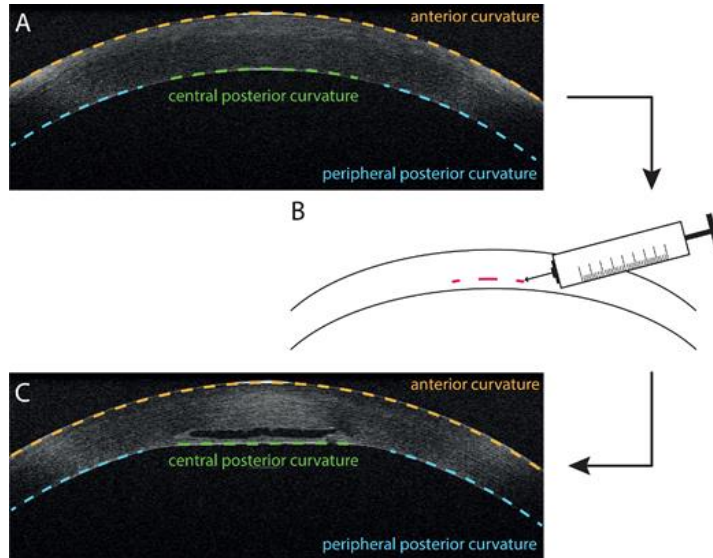 A
anterior curvature
central posterior curvature
peripheral posterior curvature
B
C
anterior curvature
central posterior curvature
peripheral posterior curvature